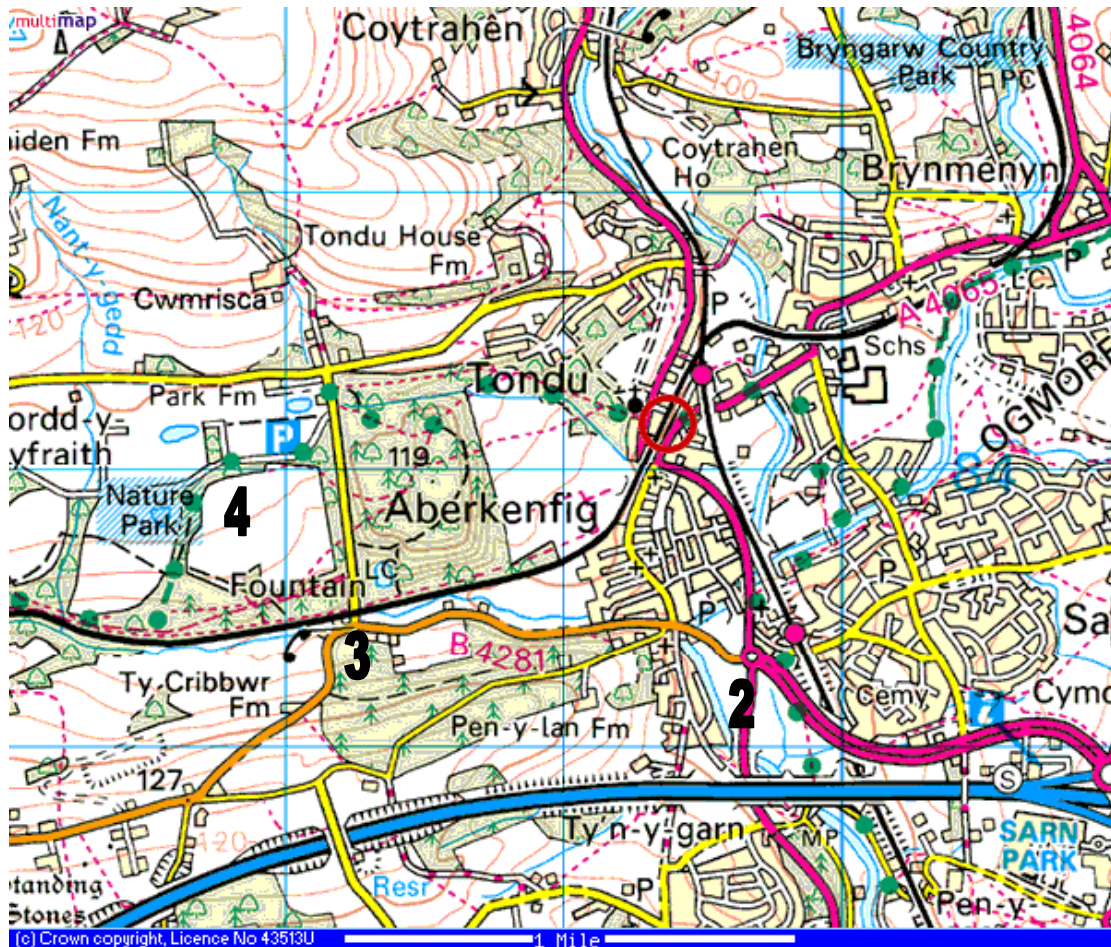 multimap
Coytrahên
Bryngarw Country
Park
PC
4064
100
iden Fm
Coytrahen
Ho
Brynmenyn
Nant-y-gedd
Tondu House
Fm
Cwmrisca
120
P
LC
P
A 4065
Schs
Park Fm
Tondu
OGMORE
ordd-y-
yfraith
P
119
84
Nature
Park
4
Aberkenfig
Fountain
LC
P
P
3
B 4281
Sa
Ty-Cribbwr
Fm
2
Cemy
i
Cymc
Pen-y-lan Fm
127
S
120
Ty'n-y-garn
MP
SARN
PARK
Standing
Stones
Resr
P
Pen-y-
(c) Crown copyright, Licence No 43513U
1 Mile